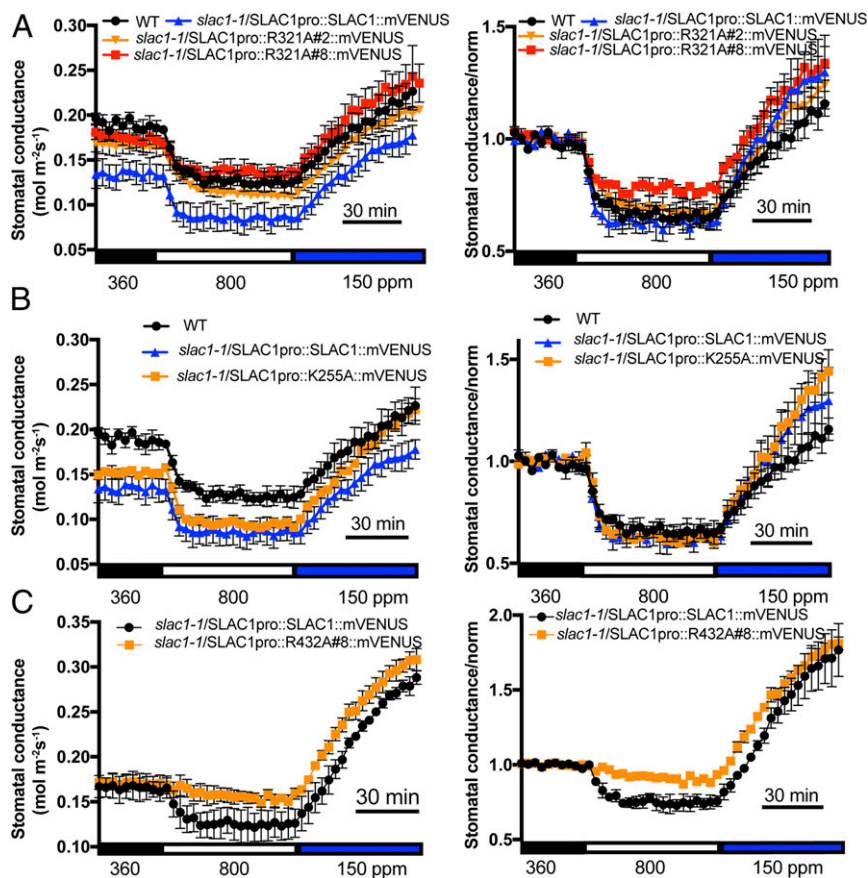 A
WT
slac1-1/SLAC1pro::SLAC1::mVENUS
slac1-1/SLAC1pro::R321A#2::mVENUS
slac1-1/SLAC1pro::R321A#8::mVENUS
Stomatal conductance
(mol m⁻²s⁻¹)
0.30
0.25
0.20
0.15
0.10
0.05
30 min
360 800 150 ppm
WT
slac1-1/SLAC1pro::SLAC1::mVENUS
slac1-1/SLAC1pro::R321A#2::mVENUS
slac1-1/SLAC1pro::R321A#8::mVENUS
Stomatal conductance/norm
1.5
1.0
0.5
30 min
360 800 150 ppm
B
WT
slac1-1/SLAC1pro::SLAC1::mVENUS
slac1-1/SLAC1pro::K255A::mVENUS
Stomatal conductance
(mol m⁻²s⁻¹)
0.30
0.25
0.20
0.15
0.10
0.05
30 min
360 800 150 ppm
WT
slac1-1/SLAC1pro::SLAC1::mVENUS
slac1-1/SLAC1pro::K255A::mVENUS
Stomatal conductance/norm
1.5
1.0
0.5
30 min
360 800 150 ppm
C
slac1-1/SLAC1pro::SLAC1::mVENUS
slac1-1/SLAC1pro::R432A#8::mVENUS
Stomatal conductance
(mol m⁻²s⁻¹)
0.35
0.30
0.25
0.20
0.15
0.10
30 min
360 800 150 ppm
slac1-1/SLAC1pro::SLAC1::mVENUS
slac1-1/SLAC1pro::R432A#8::mVENUS
Stomatal conductance/norm
2.0
1.5
1.0
0.5
30 min
360 800 150 ppm